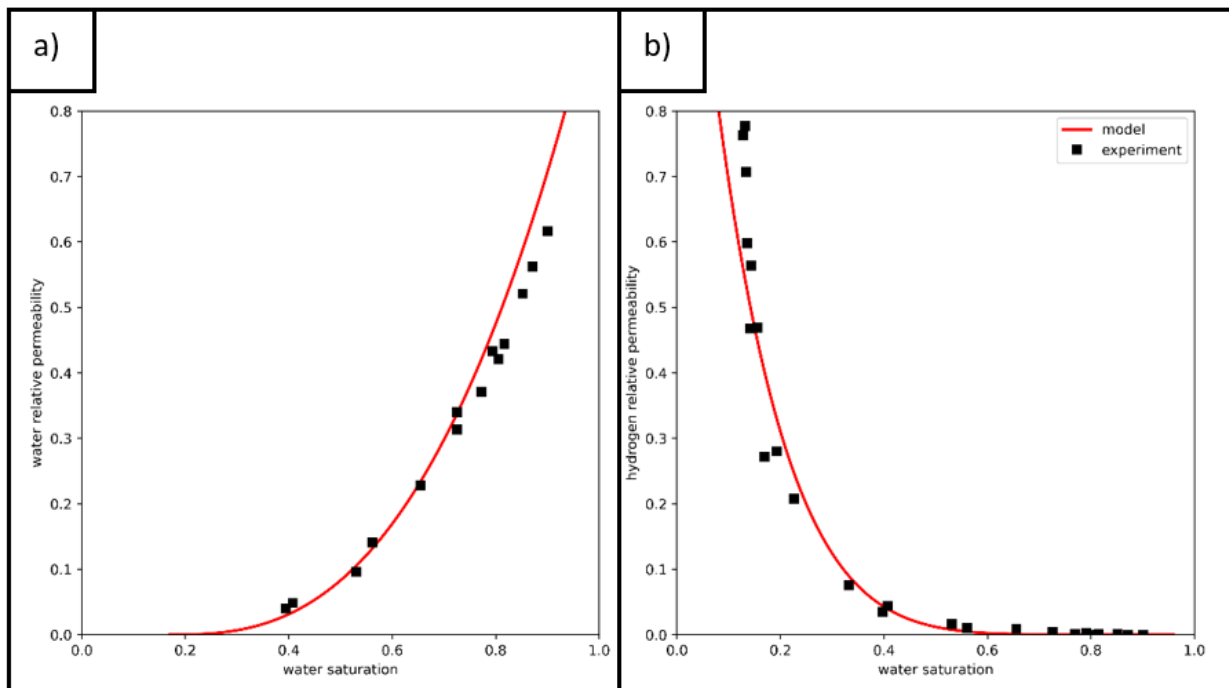 a)
0.8
0.7
0.6
0.5
0.4
0.3
0.2
0.1
0.0
water relative permeability
0.0 0.2 0.4 0.6 0.8 1.0
water saturation
b)
model
experiment
0.8
0.7
0.6
0.5
0.4
0.3
0.2
0.1
0.0
hydrogen relative permeability
0.0 0.2 0.4 0.6 0.8 1.0
water saturation